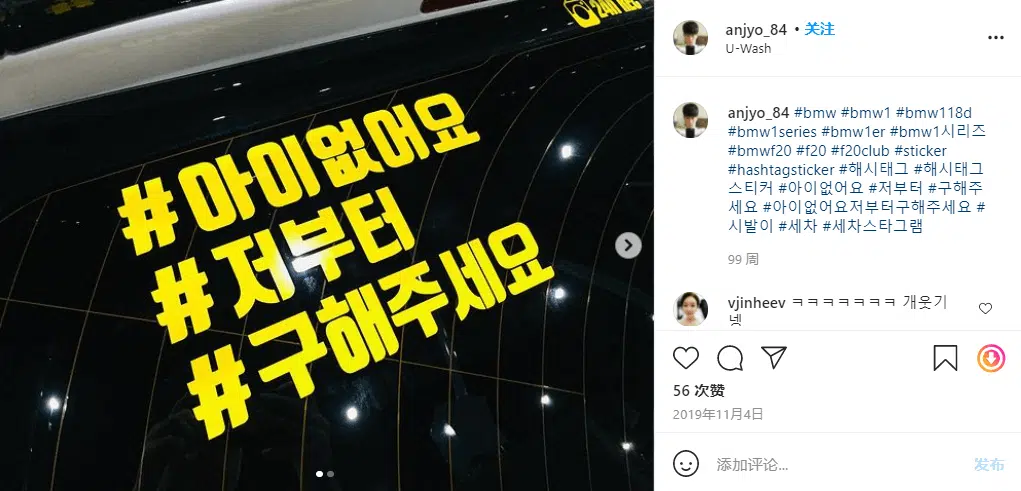 24H REC
#아이없어요
#저부터
#구해주세요
anjyo_84 • 关注
U-Wash
anjyo_84 #bmw #bmw1 #bmw118d
#bmw1series #bmw1er #bmw1시리즈
#bmwf20 #f20 #f20club #sticker
#hashtagsticker #해시태그 #해시태그
스티커 #아이없어요 #저부터 #구해주
세요 #아이없어요저부터구해주세요 #
시발이 #세차 #세차스타그램
99 周
vjinheev ㅋㅋㅋㅋㅋㅋㅋ 개웃기
넹
56 次赞
2019年11月4日
添加评论...
发布